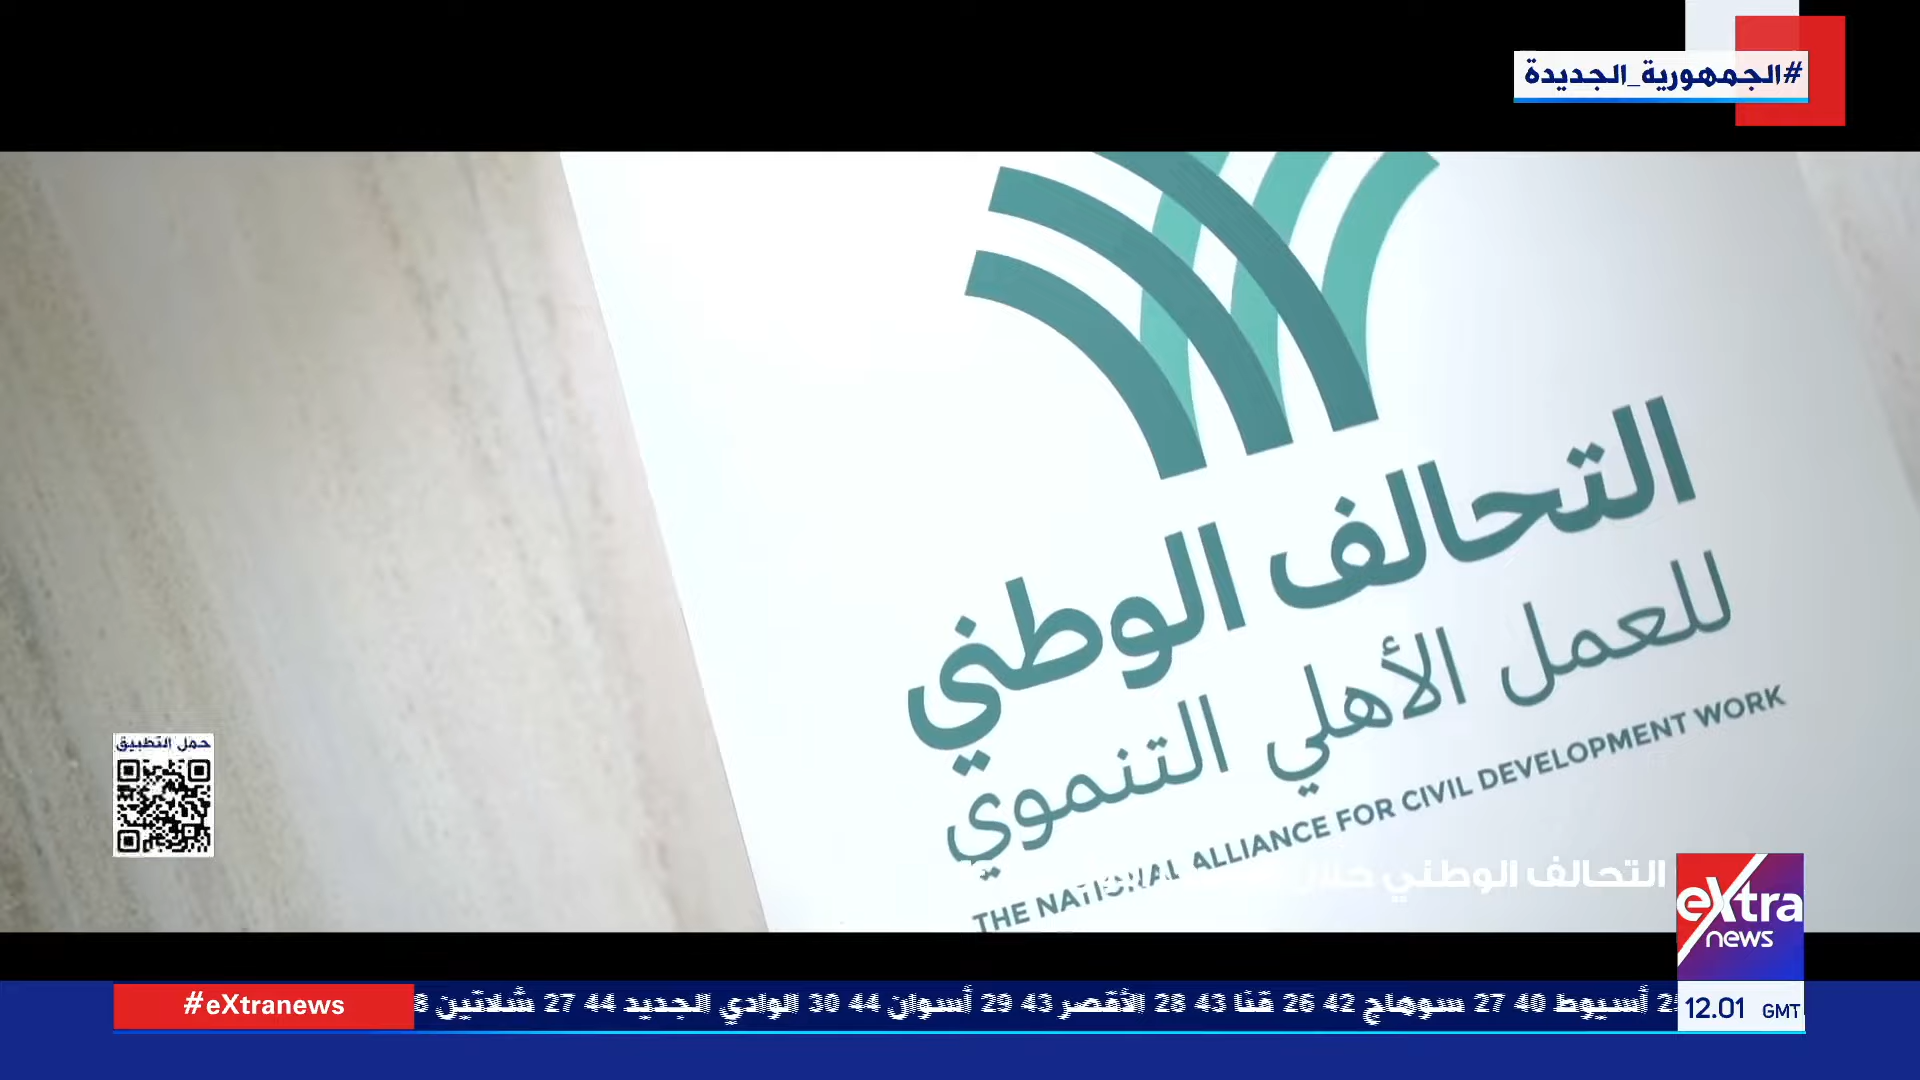 #الجمهورية_الجديدة
التحالف الوطني
للعمل الأهلي التنموي
THE NATIONAL ALLIANCE FOR CIVIL DEVELOPMENT WORK
حمل التطبيق
التحالف الوطني خلال
eXtra
news
#eXtranews
أسيوط 40 27 سوهاج 42 26 قنا 43 28 الأقصر 43 29 أسوان 44 30 الوادي الجديد 44 27 شلاتين
12.01 GMT